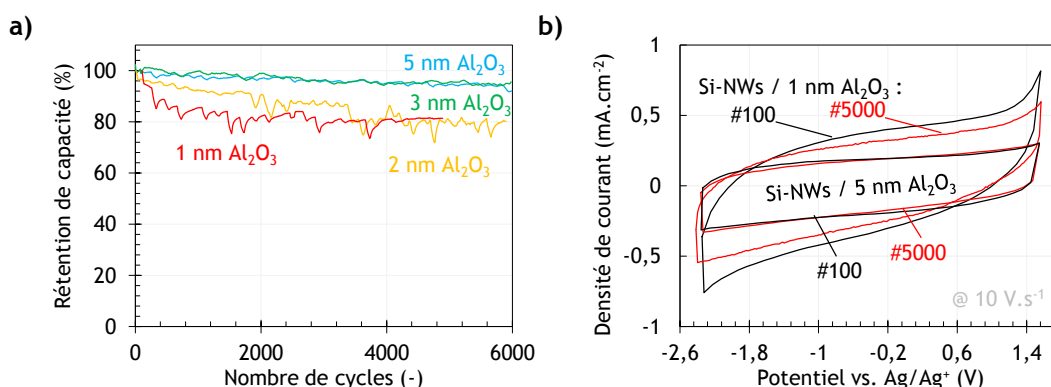 a)
Rétention de capacité (%)
120
100
80
60
40
20
0
5 nm Al₂O₃
3 nm Al₂O₃
1 nm Al₂O₃
2 nm Al₂O₃
0 2000 4000 6000
Nombre de cycles (-)
b)
Densité de courant (mA.cm⁻²)
1
0,5
0
-0,5
-1
Si-NWs / 1 nm Al₂O₃ :
#100
#5000
Si-NWs / 5 nm Al₂O₃
#5000
#100
@ 10 V.s⁻¹
-2,6 -1,8 -1 -0,2 0,6 1,4
Potentiel vs. Ag/Ag⁺ (V)